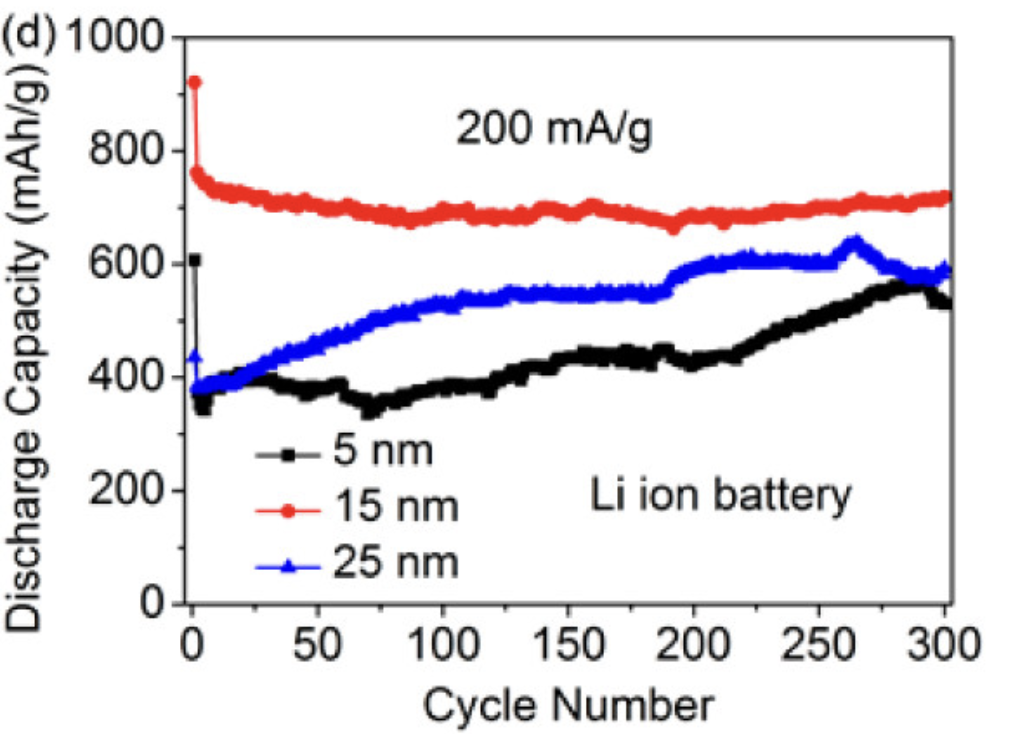 (d)
1000
800
600
400
200
0
Discharge Capacity (mAh/g)
200 mA/g
5 nm
15 nm
25 nm
Li ion battery
0 50 100 150 200 250 300
Cycle Number